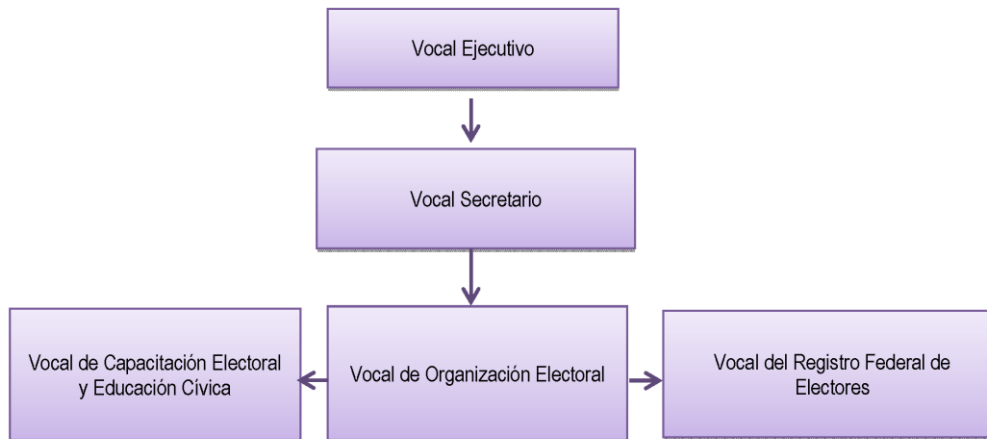 Vocal Ejecutivo
Vocal Secretario
Vocal de Capacitación Electoral
y Educación Cívica
Vocal de Organización Electoral
Vocal del Registro Federal de
Electores